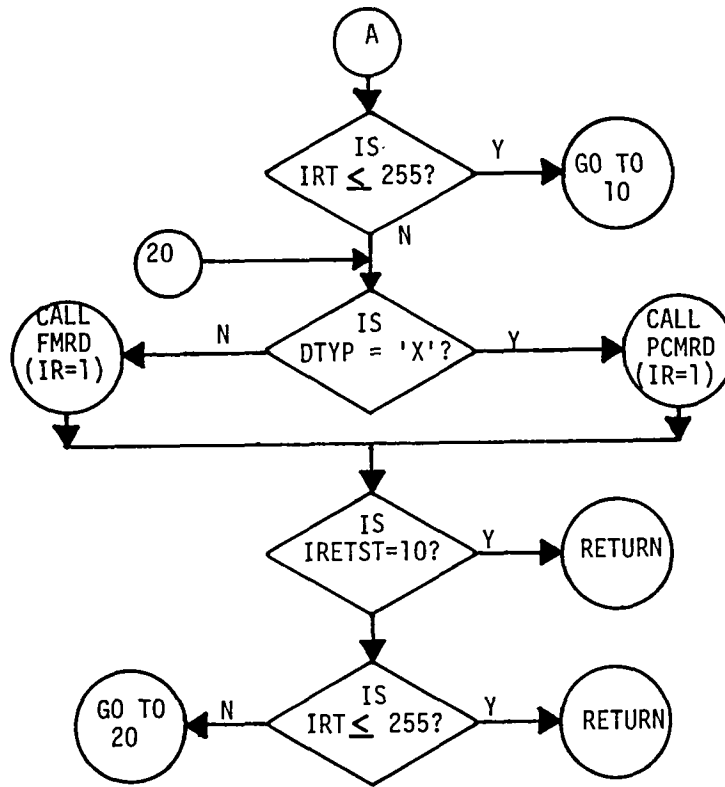 A
IS
IRT ≤ 255?
Y
GO TO
10
N
20
CALL
FMRD
(IR=1)
N
IS
DTYP = 'X'?
Y
CALL
PCMRD
(IR=1)
IS
IRETST=10?
Y
RETURN
GO TO
20
N
IS
IRT ≤ 255?
Y
RETURN